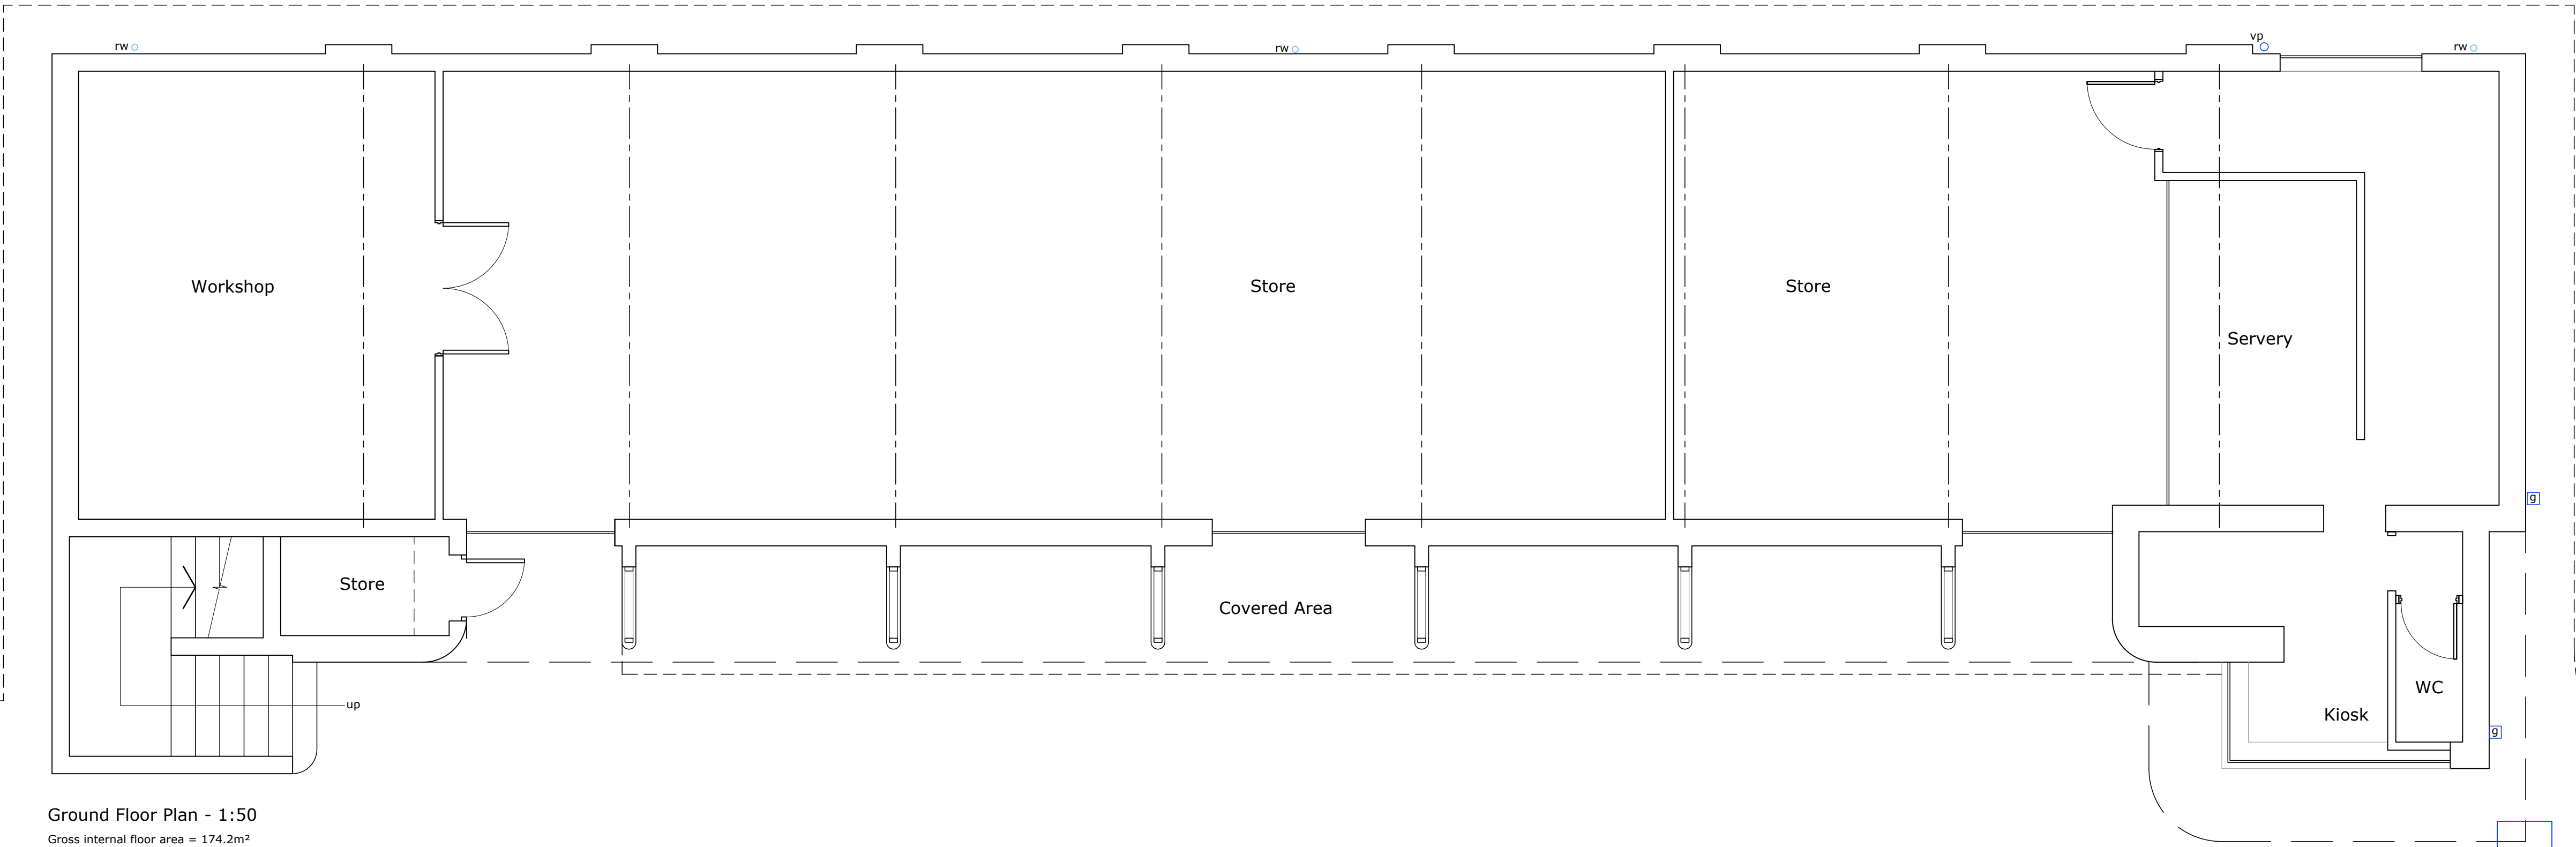 rw
rw
vp
rw
Workshop
Store
Store
Servery
g
Store
Covered Area
WC
up
Kiosk
g
Ground Floor Plan - 1:50
Gross internal floor area = 174.2m²